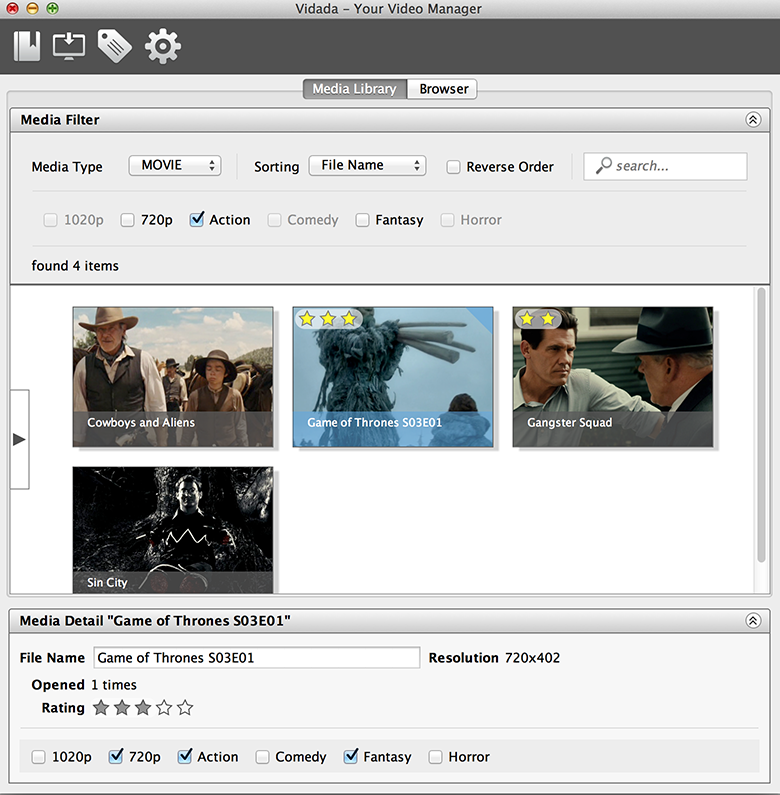 Vidada - Your Video Manager
Media Library Browser
Media Filter
Media Type MOVIE Sorting File Name Reverse Order search...
1020p 720p Action Comedy Fantasy Horror
found 4 items
Cowboys and Aliens Game of Thrones S03E01 Gangster Squad
Sin City
Media Detail "Game of Thrones S03E01"
File Name Game of Thrones S03E01 Resolution 720x402
Opened 1 times
Rating
1020p 720p Action Comedy Fantasy Horror